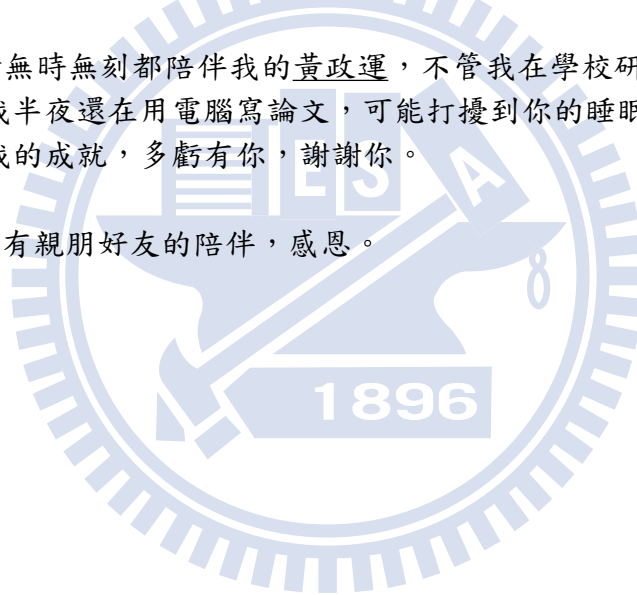 無時無刻都陪伴我的黃政運，不管我在學校研
半夜還在用電腦寫論文，可能打擾到你的睡眠
我的成就，多虧有你，謝謝你。
有親朋好友的陪伴，感恩。
E S A
1896
8